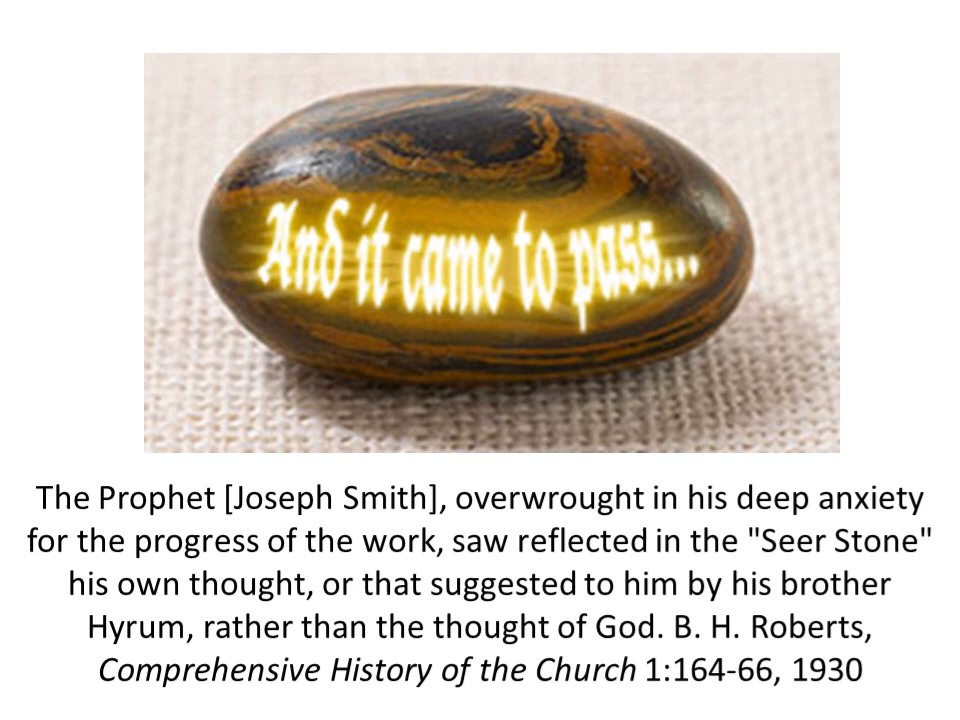 And it came to pass...
The Prophet [Joseph Smith], overwrought in his deep anxiety
for the progress of the work, saw reflected in the "Seer Stone"
his own thought, or that suggested to him by his brother
Hyrum, rather than the thought of God. B. H. Roberts,
Comprehensive History of the Church 1:164-66, 1930